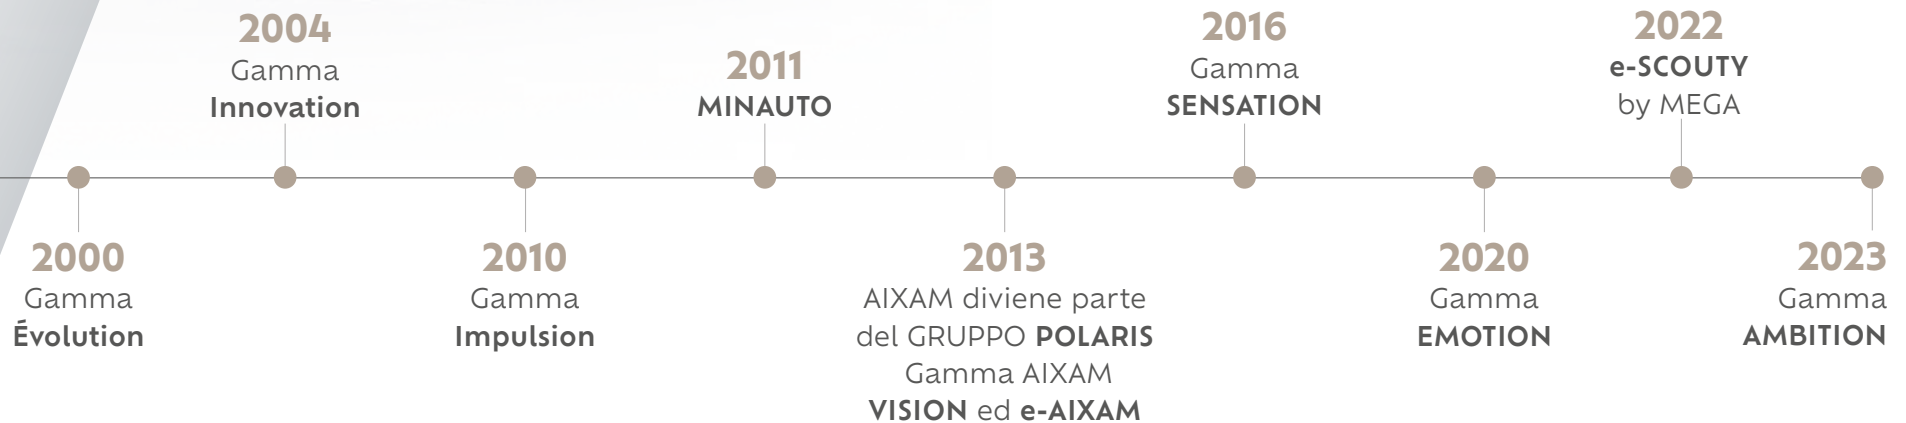 2000
Gamma
Évolution
2004
Gamma
Innovation
2010
Gamma
Impulsion
2011
MINAUTO
2013
AIXAM diviene parte
del GRUPPO POLARIS
Gamma AIXAM
VISION ed e-AIXAM
2016
Gamma
SENSATION
2020
Gamma
EMOTION
2022
e-SCOUTY
by MEGA
2023
Gamma
AMBITION